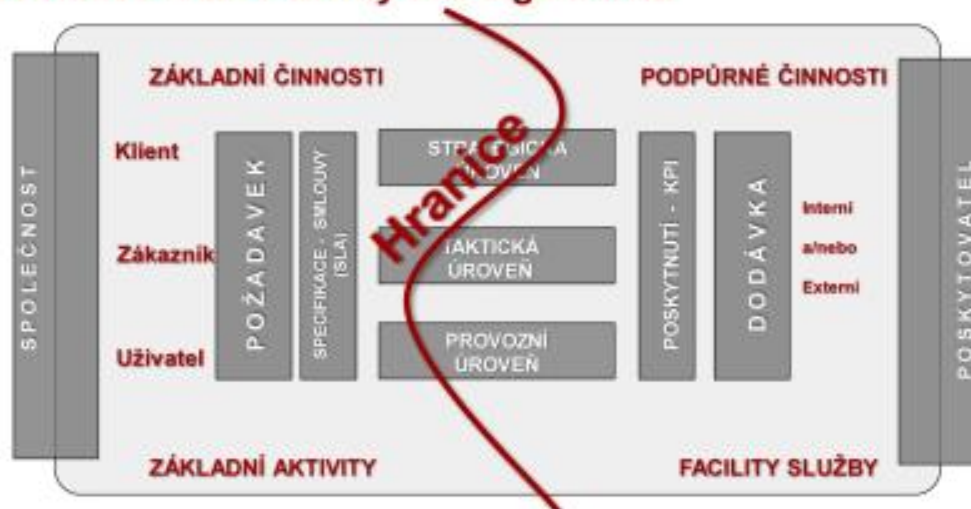 ZÁKLADNÍ ČINNOSTI
PODPŮRNÉ ČINNOSTI
SPOLEČNOST
Klient
Zákazník
Uživatel
POŽADAVEK
SPECIFIKACE - SMLOUVY
(SLA)
STRATEGICKÁ
ÚROVEŇ
Hranice
TAKTICKÁ
ÚROVEŇ
PROVOZNÍ
ÚROVEŇ
POSKYTNUTÍ - KPI
DODÁVKA
Interní
a/nebo
Externí
POSKYTOVATEL
ZÁKLADNÍ AKTIVITY
FACILITY SLUŽBY